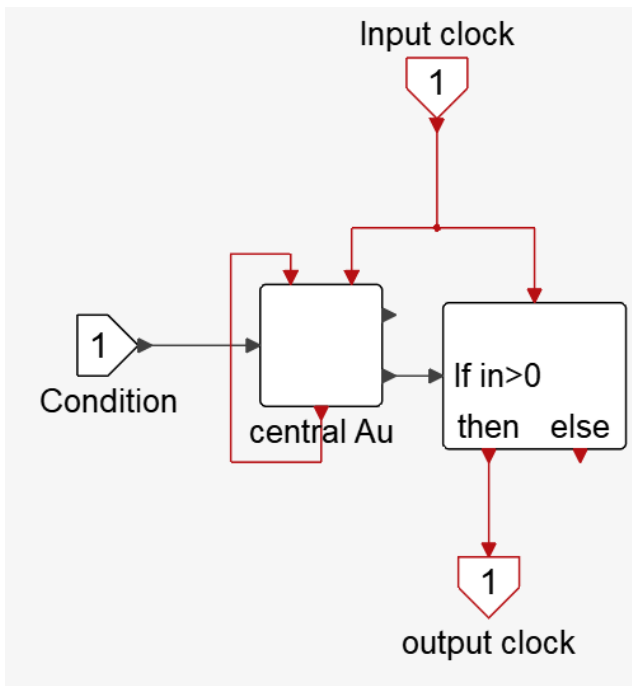 Input clock
1
1
Condition
central Au
If in>0
then else
1
output clock